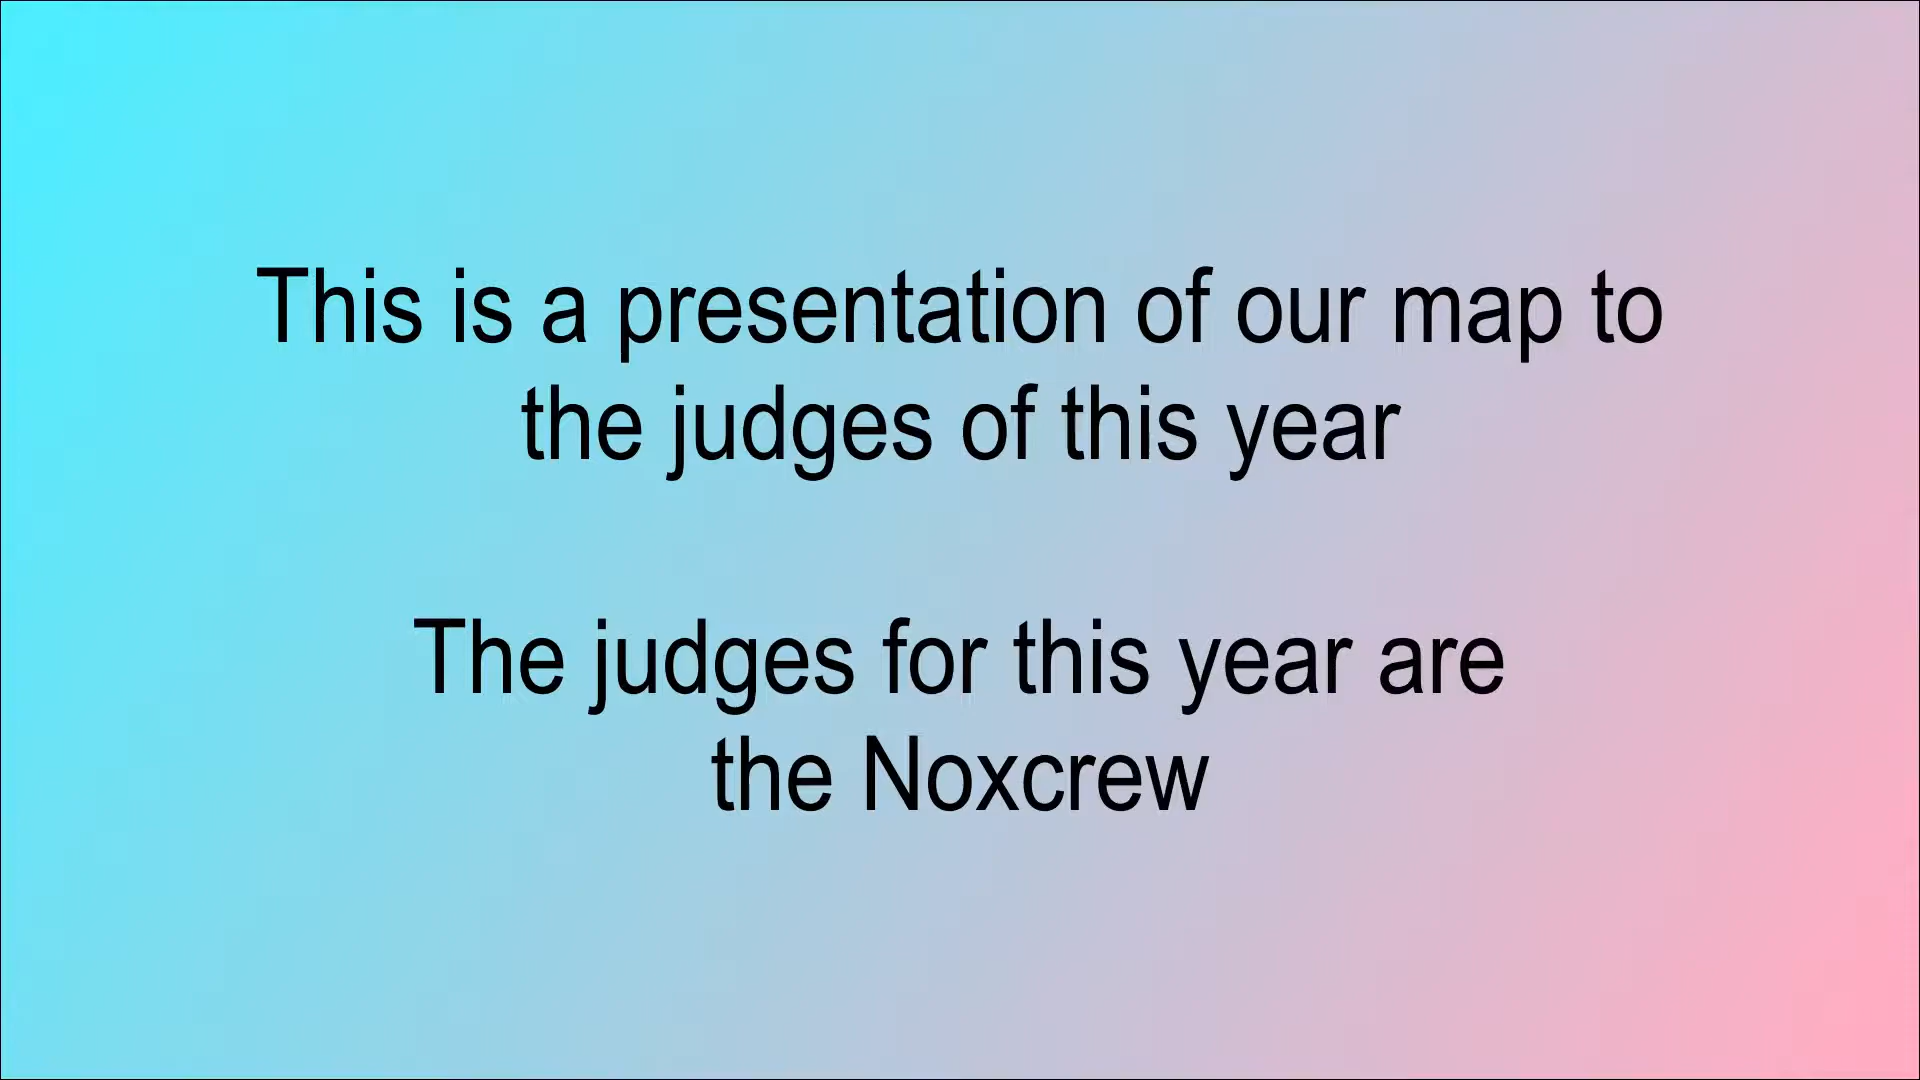 This is a presentation of our map to
the judges of this year
The judges for this year are
the Noxcrew